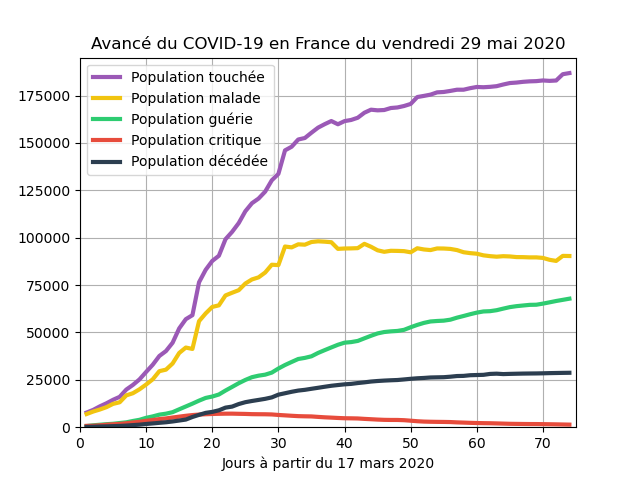 Avancé du COVID-19 en France du vendredi 29 mai 2020
Population touchée
Population malade
Population guérie
Population critique
Population décédée
175000
150000
125000
100000
75000
50000
25000
0
0 10 20 30 40 50 60 70
Jours à partir du 17 mars 2020